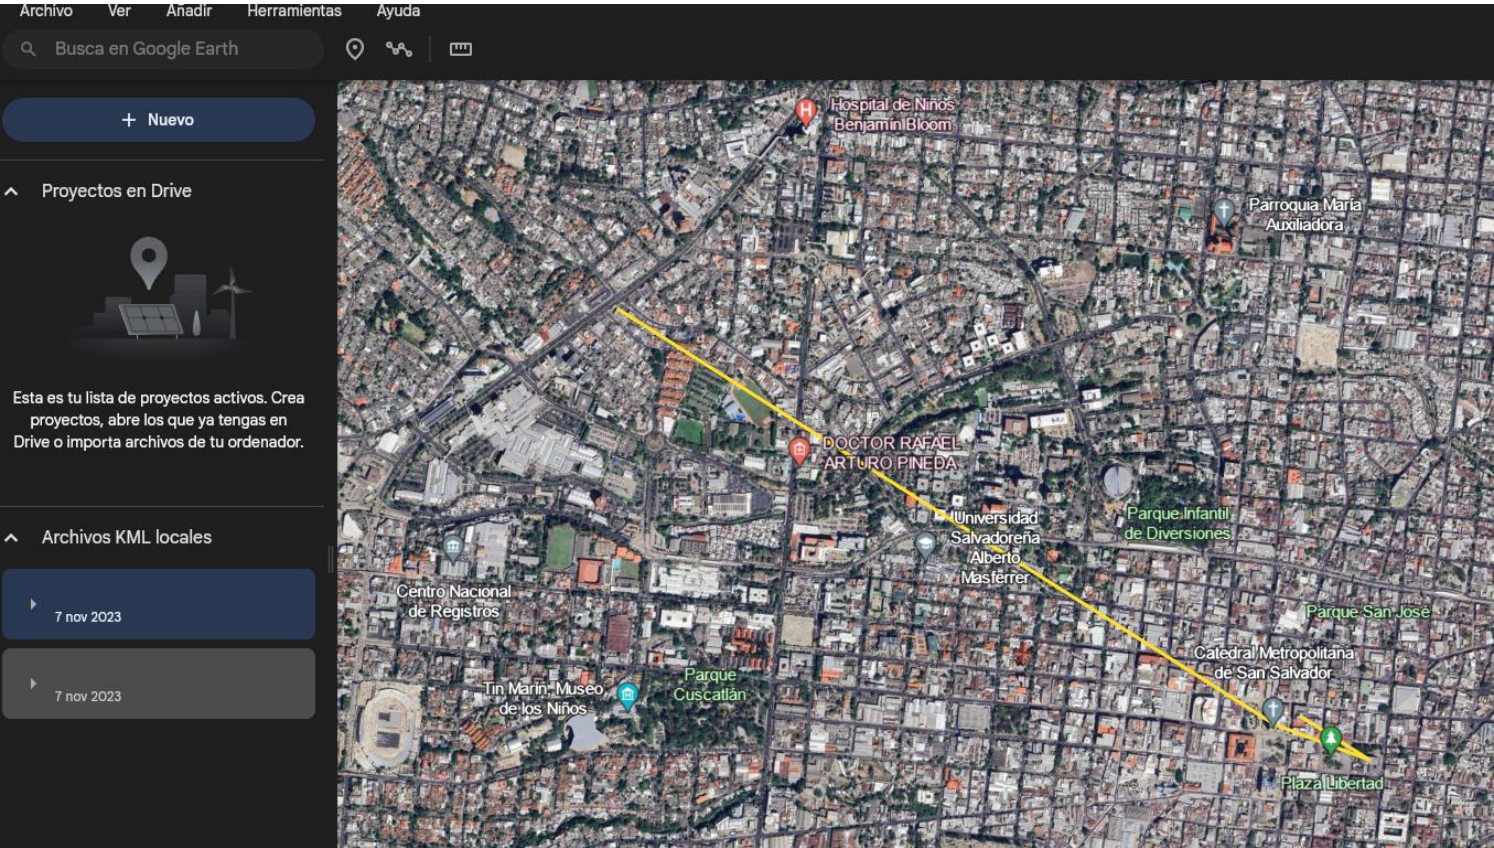 Archivo Ver Añadir Herramientas Ayuda
Busca en Google Earth
+ Nuevo
Proyectos en Drive
Esta es tu lista de proyectos activos. Crea
proyectos, abre los que ya tengas en
Drive o importa archivos de tu ordenador.
Archivos KML locales
7 nov 2023
7 nov 2023
H
Hospital de Niños
Benjamín Bloom
Parroquia María
Auxiliadora
DOCTOR RAFAEL
ARTURO PINEDA
Universidad
Salvadoreña
Alberto
Masferrer
Parque Infantil
de Diversiones
Centro Nacional
de Registros
Parque San José
Catedral Metropolitana
de San Salvador
Parque
Cuscatlán
Tin Marín, Museo
de los Niños
Plaza Libertad